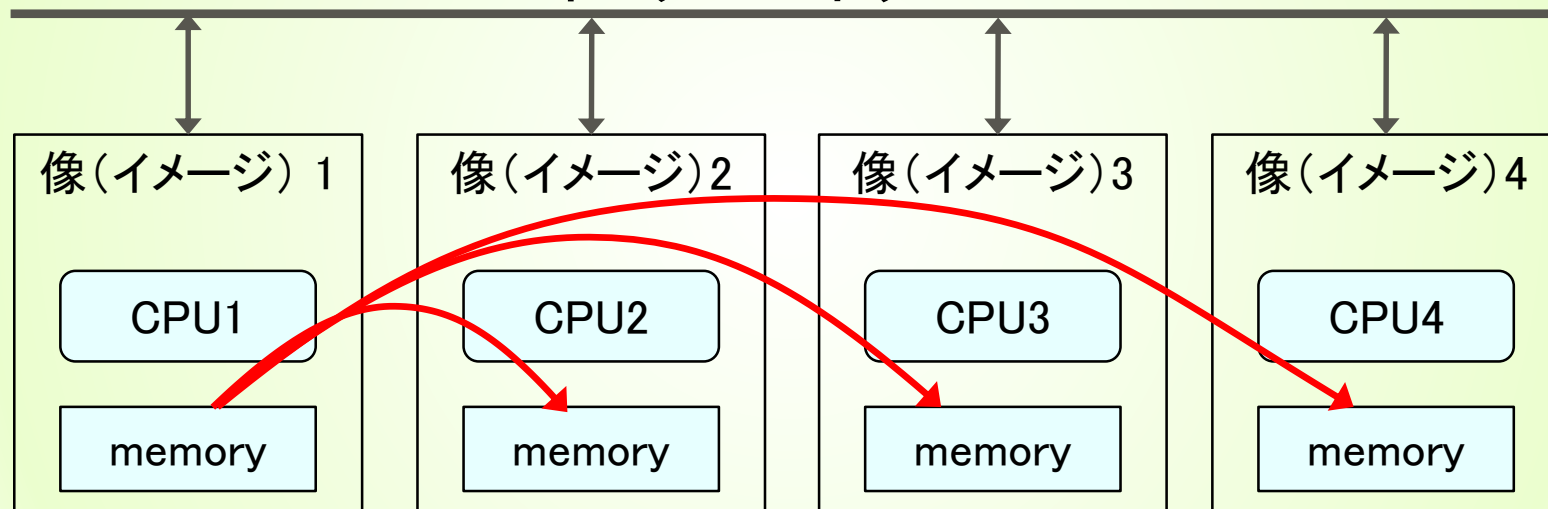 像(イメージ) 1
像(イメージ)2
像(イメージ)3
像(イメージ)4
CPU1
CPU2
CPU3
CPU4
memory
memory
memory
memory